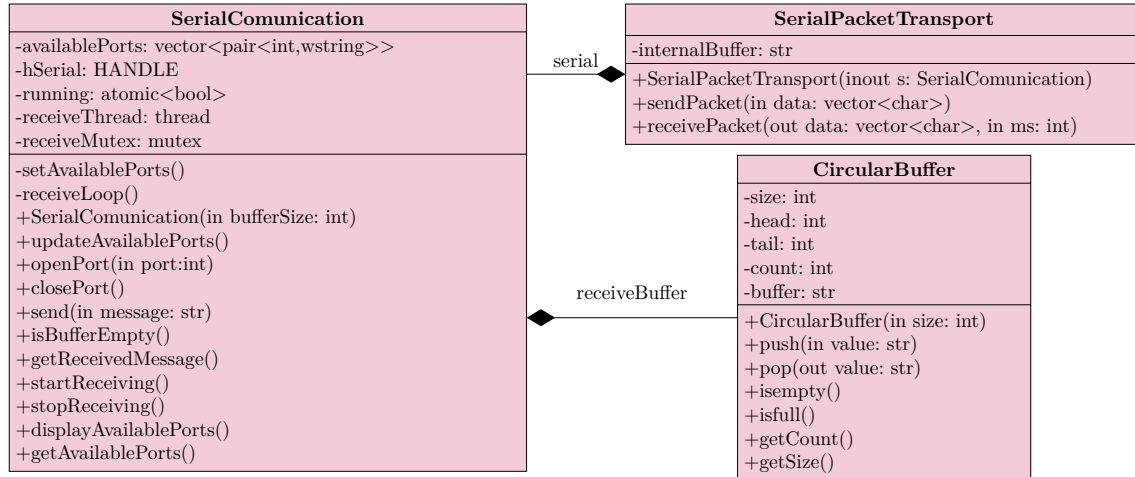 SerialComunication
-availablePorts: vector<pair<int,wstring>>
-hSerial: HANDLE
-running: atomic<bool>
-receiveThread: thread
-receiveMutex: mutex
-setAvailablePorts()
-receiveLoop()
+SerialComunication(in bufferSize: int)
+updateAvailablePorts()
+openPort(in port:int)
+closePort()
+send(in message: str)
+isBufferEmpty()
+getReceivedMessage()
+startReceiving()
+stopReceiving()
+displayAvailablePorts()
+getAvailablePorts()
serial
receiveBuffer
SerialPacketTransport
-internalBuffer: str
+SerialPacketTransport(inout s: SerialComunication)
+sendPacket(in data: vector<char>)
+receivePacket(out data: vector<char>, in ms: int)
CircularBuffer
-size: int
-head: int
-tail: int
-count: int
-buffer: str
+CircularBuffer(in size: int)
+push(in value: str)
+pop(out value: str)
+isempty()
+isfull()
+getCount()
+getSize()